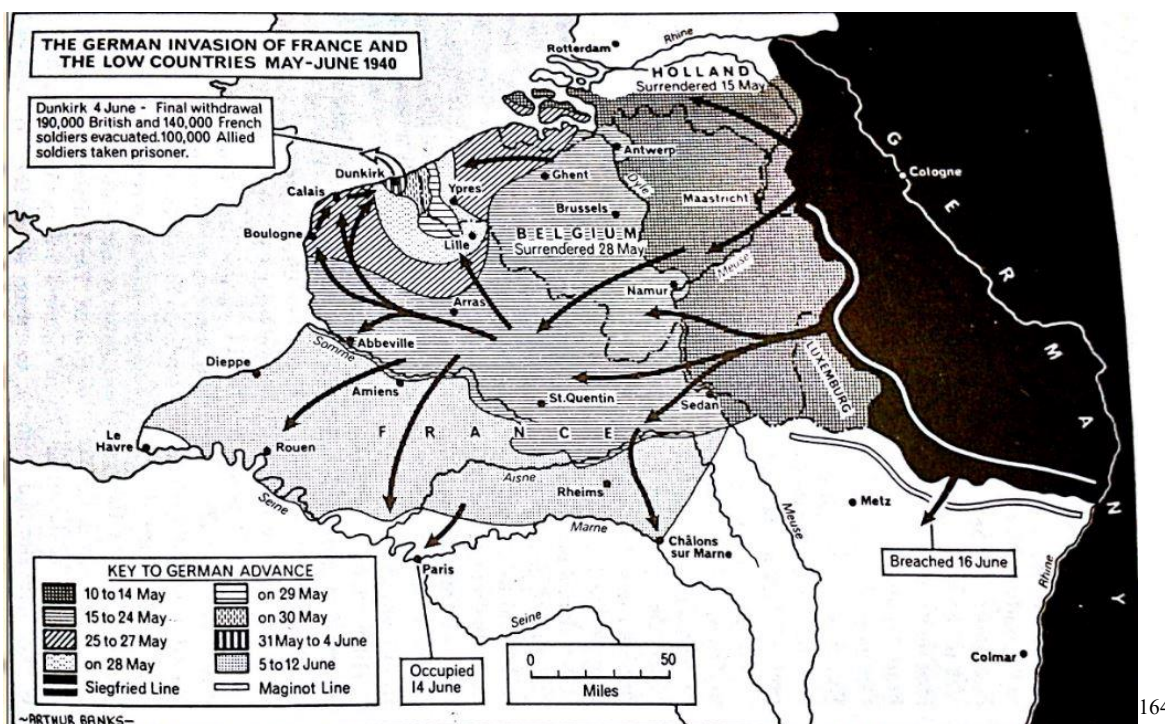 THE GERMAN INVASION OF FRANCE AND
THE LOW COUNTRIES MAY-JUNE 1940
Dunkirk 4 June - Final withdrawal
190,000 British and 140,000 French
soldiers evacuated. 100,000 Allied
soldiers taken prisoner.
Rotterdam
Rhine
HOLLAND
Surrendered 15 May
GERMANY
Cologne
Antwerp
Dyle
Maastricht
Dunkirk
Calais
Ypres
Ghent
Brussels
Boulogne
Lille
BELGIUM
Surrendered 28 May
Meuse
Namur
Arras
Abbeville
Somme
Dieppe
Amiens
St.Quentin
Sedan
LUXEMBURG
Le
Havre
Rouen
FRANCE
Seine
Aisne
Rheims
Marne
Meuse
Metz
Châlons
sur Marne
Paris
Breached 16 June
Rhine
Seine
Colmar
Occupied
14 June
0 50
Miles
KEY TO GERMAN ADVANCE
10 to 14 May
on 29 May
15 to 24 May
on 30 May
25 to 27 May
31 May to 4 June
on 28 May
5 to 12 June
Siegfried Line
Maginot Line
~ARTHUR BANKS~
164